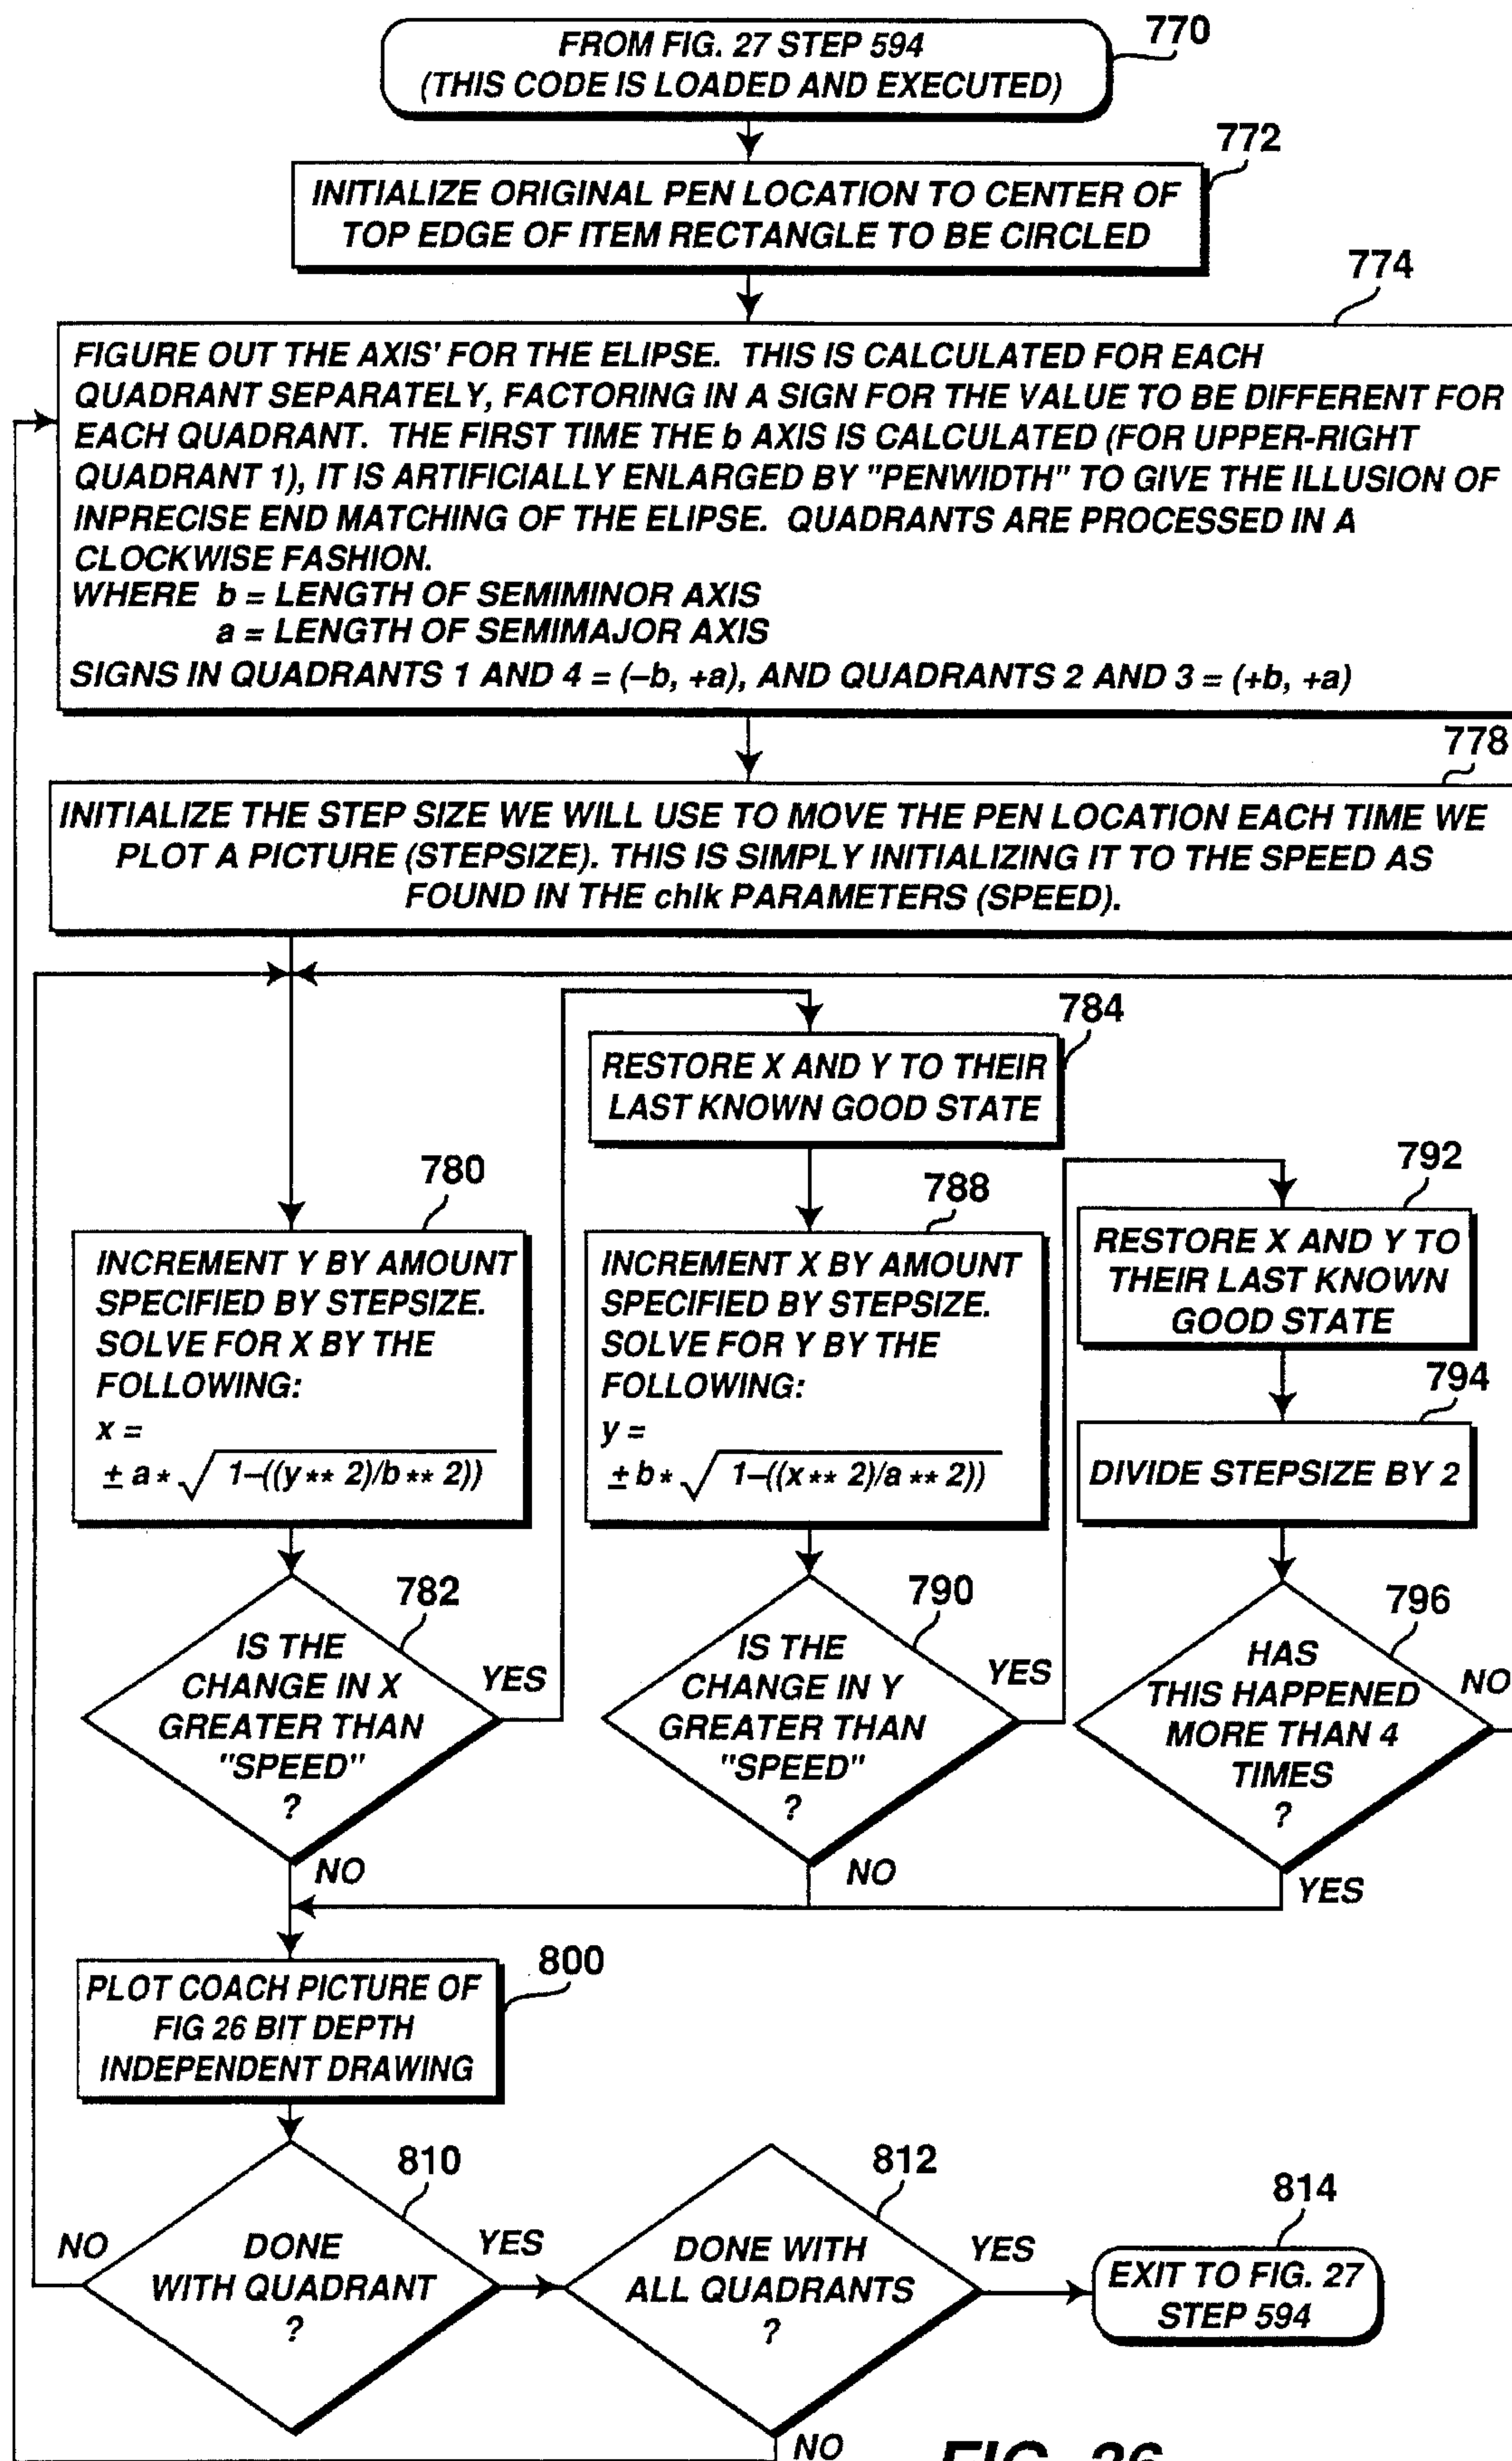 FROM FIG. 27 STEP 594
(THIS CODE IS LOADED AND EXECUTED)
770
INITIALIZE ORIGINAL PEN LOCATION TO CENTER OF
TOP EDGE OF ITEM RECTANGLE TO BE CIRCLED
772
774
FIGURE OUT THE AXIS' FOR THE ELIPSE. THIS IS CALCULATED FOR EACH
QUADRANT SEPARATELY, FACTORING IN A SIGN FOR THE VALUE TO BE DIFFERENT FOR
EACH QUADRANT. THE FIRST TIME THE b AXIS IS CALCULATED (FOR UPPER-RIGHT
QUADRANT 1), IT IS ARTIFICIALLY ENLARGED BY "PENWIDTH" TO GIVE THE ILLUSION OF
INPRECISE END MATCHING OF THE ELIPSE. QUADRANTS ARE PROCESSED IN A
CLOCKWISE FASHION.
WHERE b = LENGTH OF SEMIMINOR AXIS
a = LENGTH OF SEMIMAJOR AXIS
SIGNS IN QUADRANTS 1 AND 4 = (–b, +a), AND QUADRANTS 2 AND 3 = (+b, +a)
778
INITIALIZE THE STEP SIZE WE WILL USE TO MOVE THE PEN LOCATION EACH TIME WE
PLOT A PICTURE (STEPSIZE). THIS IS SIMPLY INITIALIZING IT TO THE SPEED AS
FOUND IN THE chlk PARAMETERS (SPEED).
784
RESTORE X AND Y TO THEIR
LAST KNOWN GOOD STATE
780
INCREMENT Y BY AMOUNT
SPECIFIED BY STEPSIZE.
SOLVE FOR X BY THE
FOLLOWING:
x =
± a * √ 1–((y ** 2)/b ** 2))
788
INCREMENT X BY AMOUNT
SPECIFIED BY STEPSIZE.
SOLVE FOR Y BY THE
FOLLOWING:
y =
± b * √ 1–((x ** 2)/a ** 2))
792
RESTORE X AND Y TO
THEIR LAST KNOWN
GOOD STATE
794
DIVIDE STEPSIZE BY 2
782
IS THE
CHANGE IN X
GREATER THAN
"SPEED"
?
YES
NO
790
IS THE
CHANGE IN Y
GREATER THAN
"SPEED"
?
YES
NO
796
HAS
THIS HAPPENED
MORE THAN 4
TIMES
?
NO
YES
800
PLOT COACH PICTURE OF
FIG 26 BIT DEPTH
INDEPENDENT DRAWING
810
NO
DONE
WITH QUADRANT
?
YES
812
DONE WITH
ALL QUADRANTS
?
YES
NO
814
EXIT TO FIG. 27
STEP 594
FIG. 26